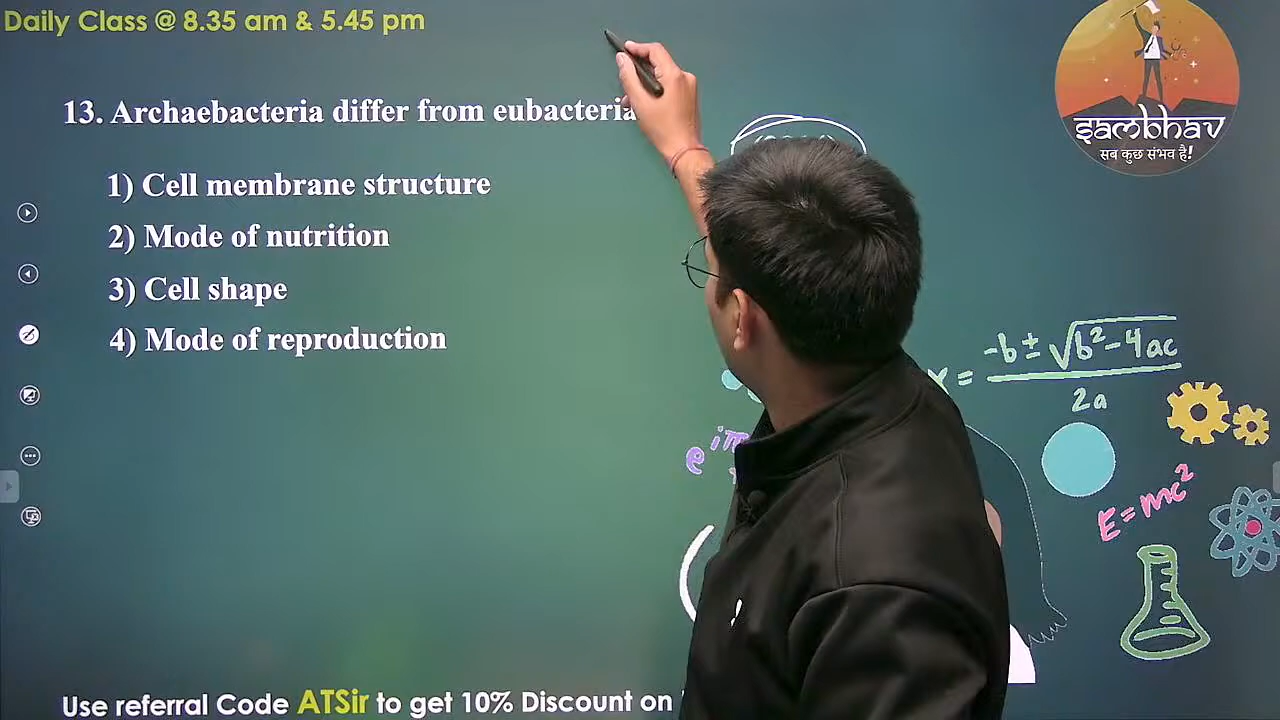 Daily Class @ 8.35 am & 5.45 pm
13. Archaebacteria differ from eubacteria
1) Cell membrane structure
2) Mode of nutrition
3) Cell shape
4) Mode of reproduction
sambhav
सब कुछ संभव है!
x = -b ± √b²-4ac
2a
e iπ
E=mc²
Use referral Code ATSir to get 10% Discount on